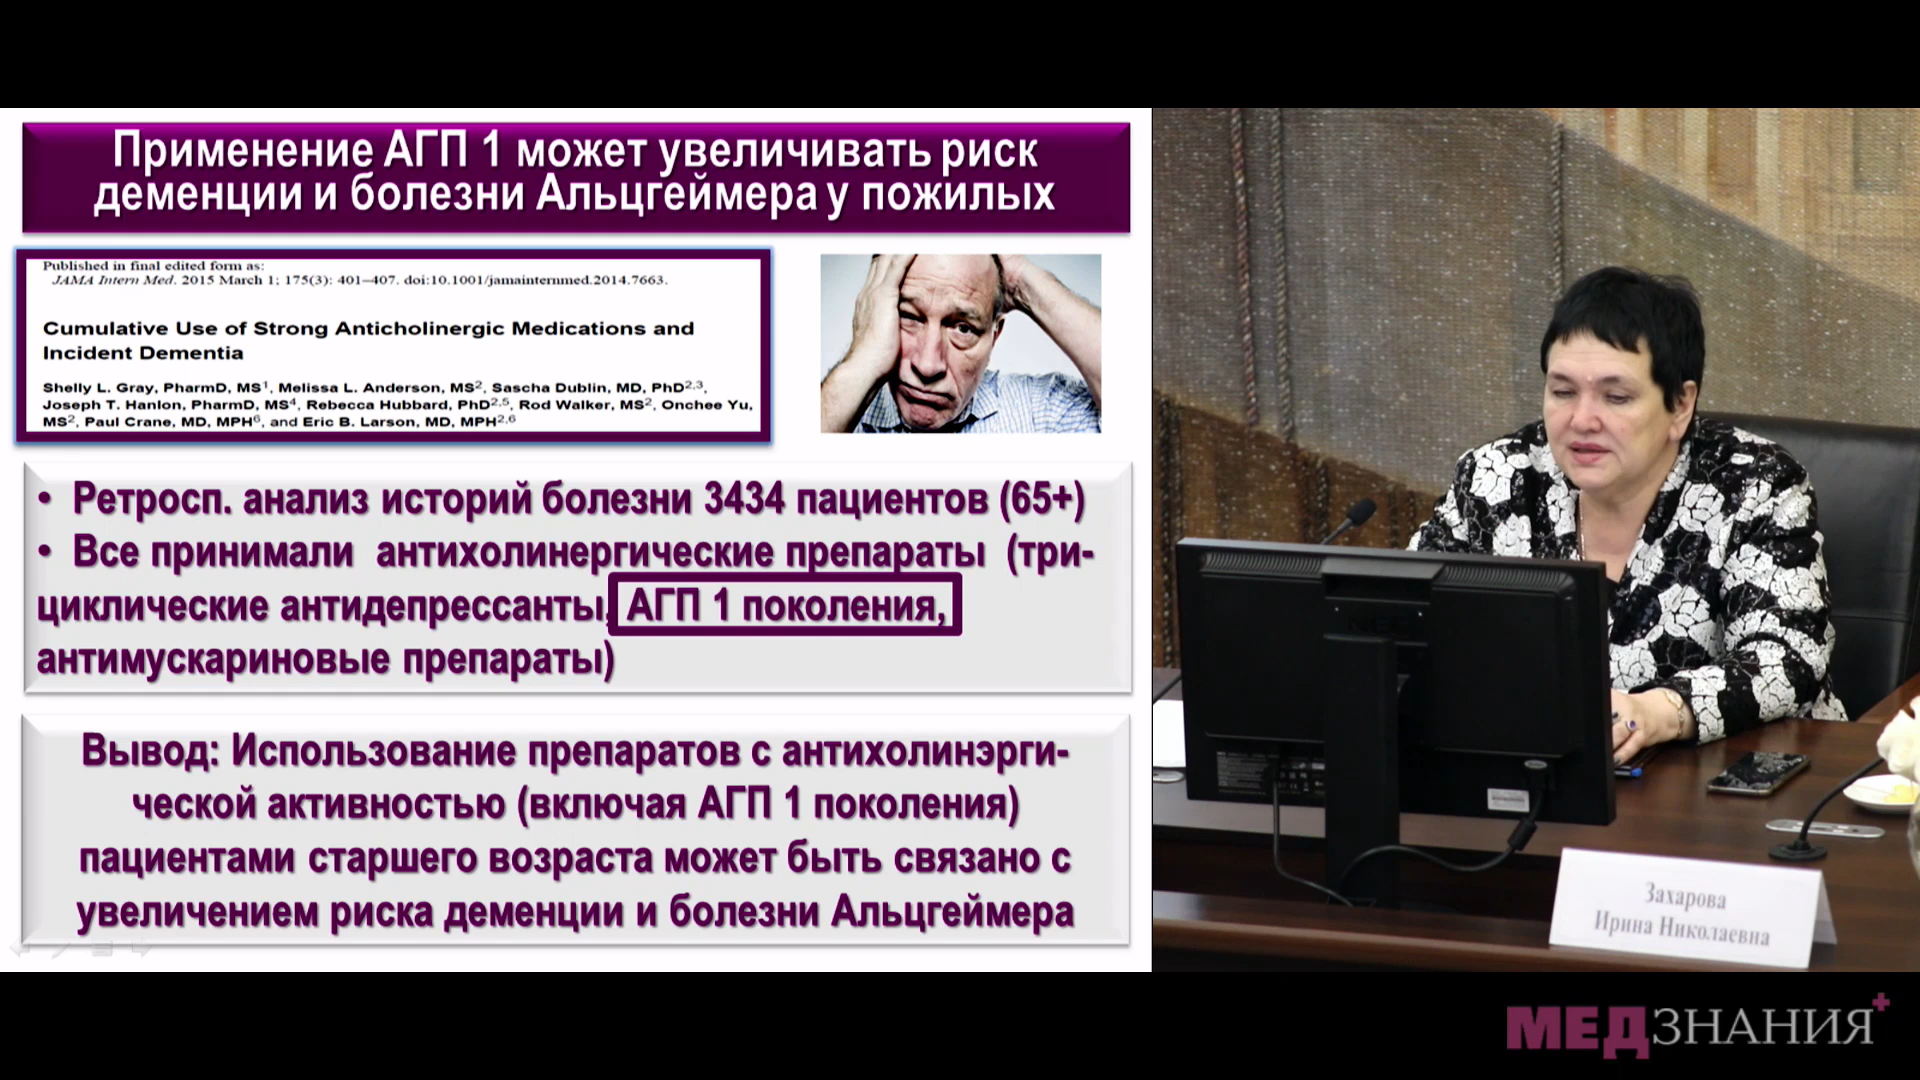 Применение АГП 1 может увеличивать риск
деменции и болезни Альцгеймера у пожилых
Published in final edited form as:
JAMA Intern Med. 2015 March 1; 175(3): 401–407. doi:10.1001/jamainternmed.2014.7663.
Cumulative Use of Strong Anticholinergic Medications and
Incident Dementia
Shelly L. Gray, PharmD, MS1, Melissa L. Anderson, MS2, Sascha Dublin, MD, PhD2,3,
Joseph T. Hanlon, PharmD, MS4, Rebecca Hubbard, PhD2,5, Rod Walker, MS2, Onchee Yu,
MS2, Paul Crane, MD, MPH6, and Eric B. Larson, MD, MPH2,6
• Ретросп. анализ историй болезни 3434 пациентов (65+)
• Все принимали антихолинергические препараты (три-
циклические антидепрессанты, АГП 1 поколения,
антимускариновые препараты)
Вывод: Использование препаратов с антихолинэрги-
ческой активностью (включая АГП 1 поколения)
пациентами старшего возраста может быть связано с
увеличением риска деменции и болезни Альцгеймера
NEC
Захарова
Ирина Николаевна
МЕДЗНАНИЯ+